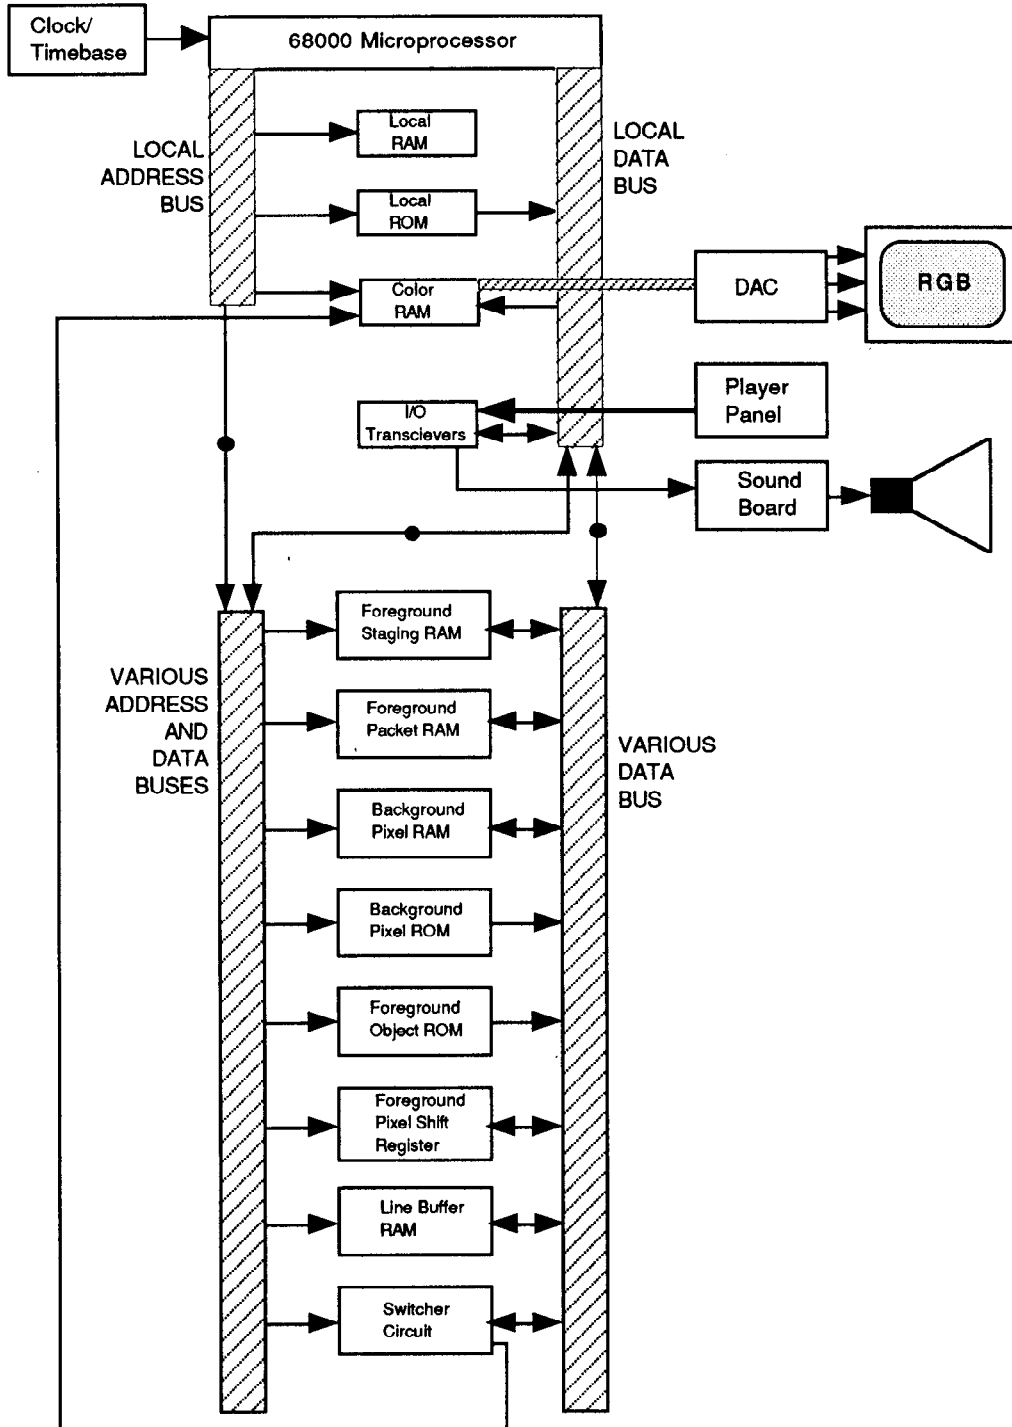 Clock/
Timebase
68000 Microprocessor
LOCAL
ADDRESS
BUS
Local
RAM
LOCAL
DATA
BUS
Local
ROM
Color
RAM
DAC
RGB
I/O
Transcievers
Player
Panel
Sound
Board
VARIOUS
ADDRESS
AND
DATA
BUSES
Foreground
Staging RAM
Foreground
Packet RAM
VARIOUS
DATA
BUS
Background
Pixel RAM
Background
Pixel ROM
Foreground
Object ROM
Foreground
Pixel Shift
Register
Line Buffer
RAM
Switcher
Circuit